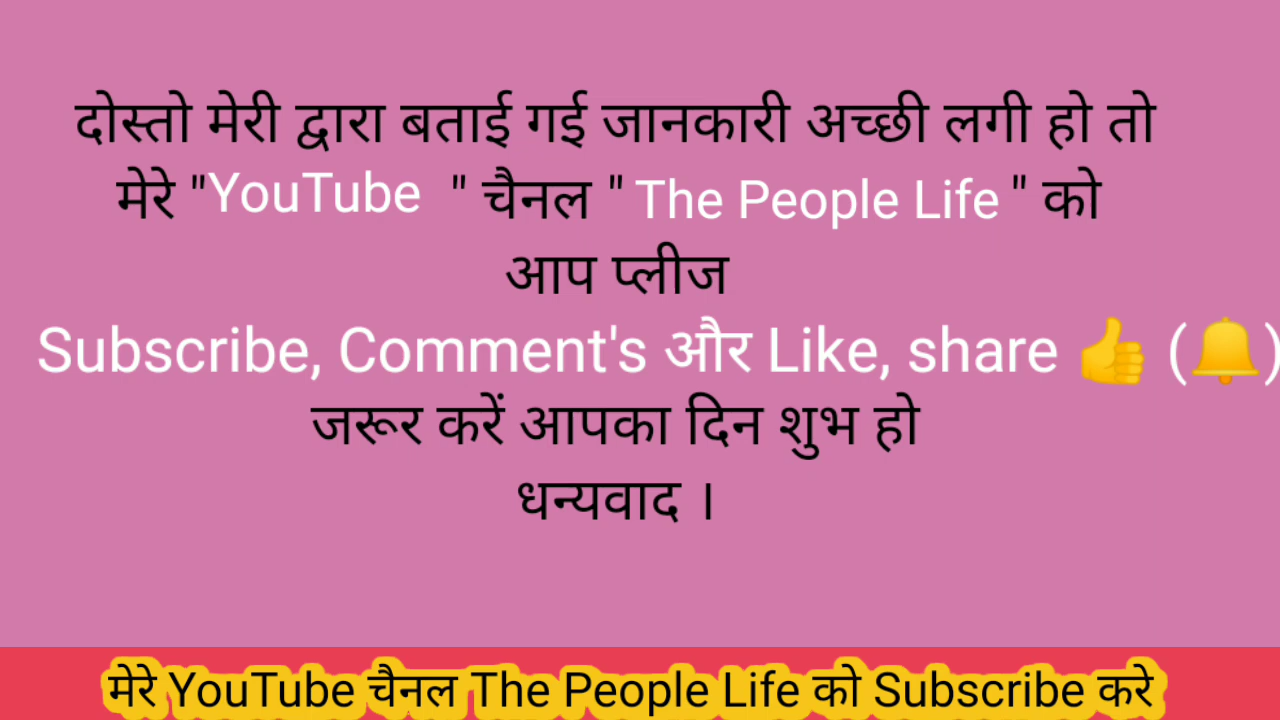 दोस्तो मेरी द्वारा बताई गई जानकारी अच्छी लगी हो तो
मेरे "YouTube " चैनल " The People Life " को
आप प्लीज
Subscribe, Comment's और Like, share 👍 (🔔)
जरूर करें आपका दिन शुभ हो
धन्यवाद ।
मेरे YouTube चैनल The People Life को Subscribe करे